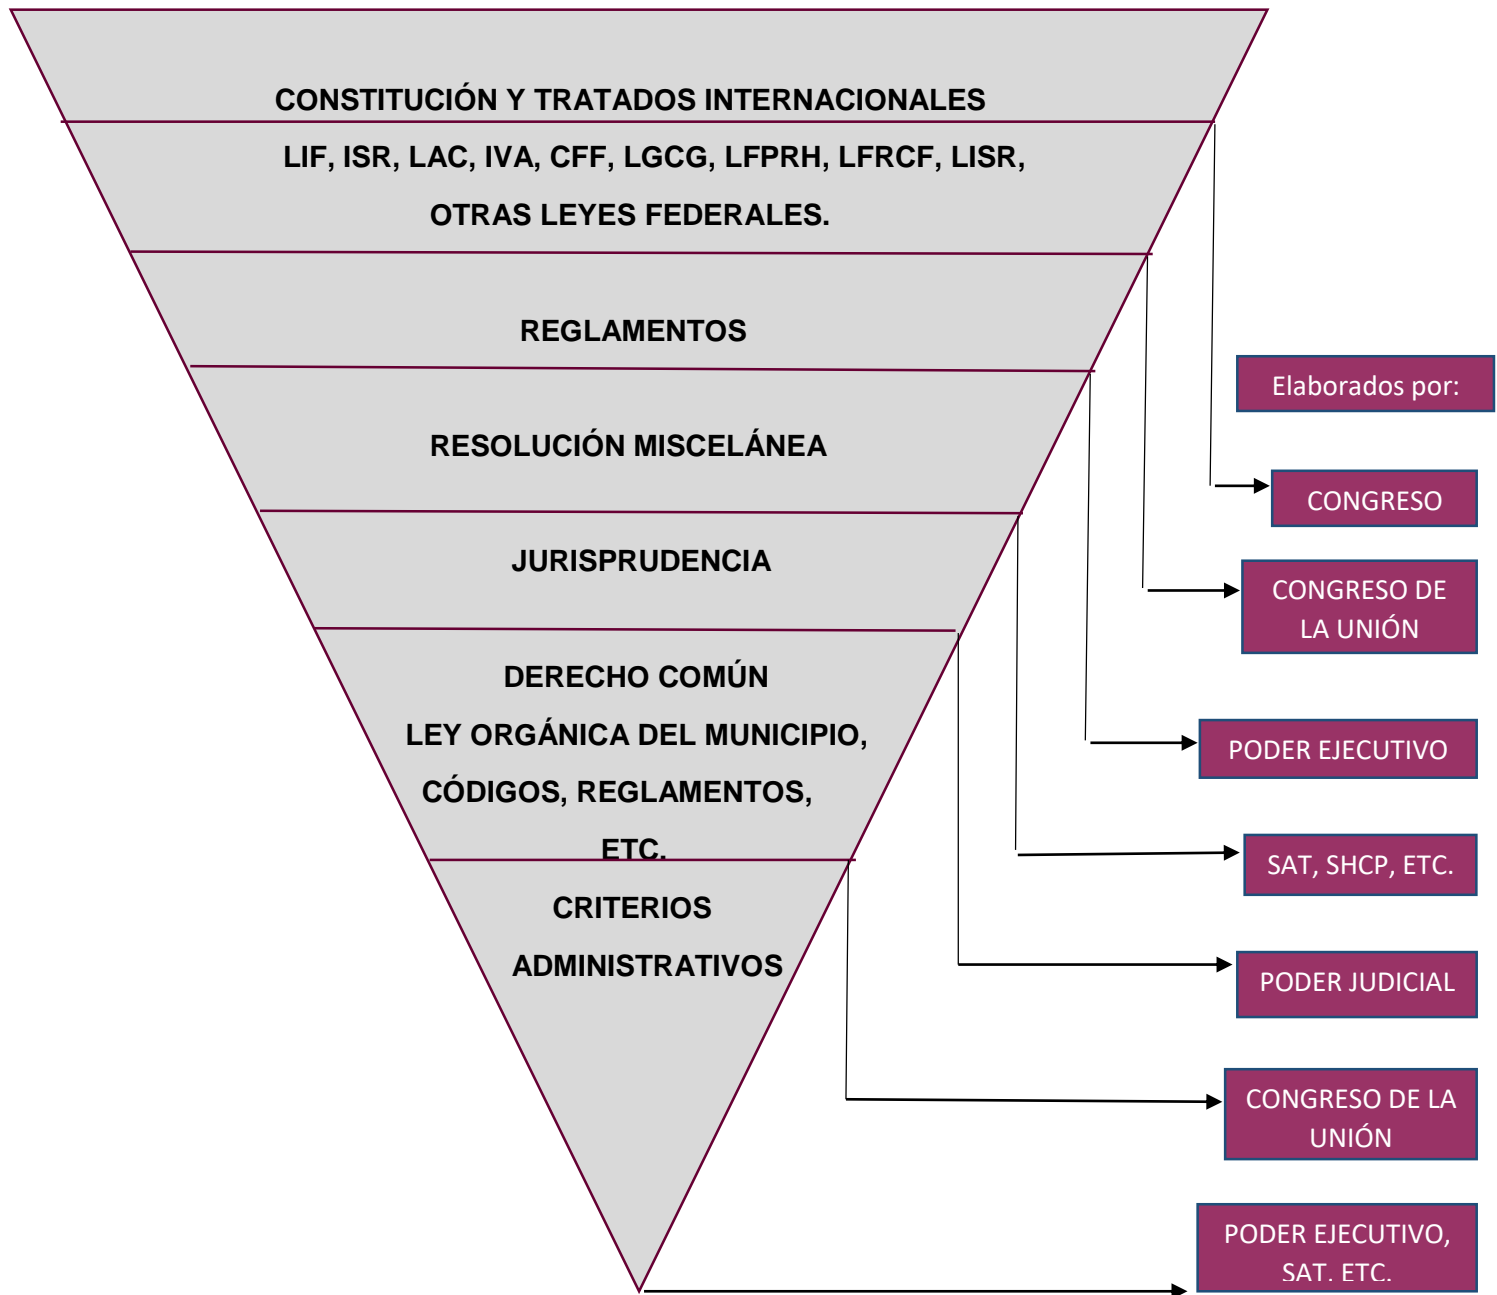 CONSTITUCIÓN Y TRATADOS INTERNACIONALES
LIF, ISR, LAC, IVA, CFF, LGCG, LFPRH, LFRCF, LISR,
OTRAS LEYES FEDERALES.
REGLAMENTOS
RESOLUCIÓN MISCELÁNEA
JURISPRUDENCIA
DERECHO COMÚN
LEY ORGÁNICA DEL MUNICIPIO,
CÓDIGOS, REGLAMENTOS,
ETC.
CRITERIOS
ADMINISTRATIVOS
Elaborados por:
CONGRESO
CONGRESO DE
LA UNIÓN
PODER EJECUTIVO
SAT, SHCP, ETC.
PODER JUDICIAL
CONGRESO DE LA
UNIÓN
PODER EJECUTIVO,
SAT. ETC.